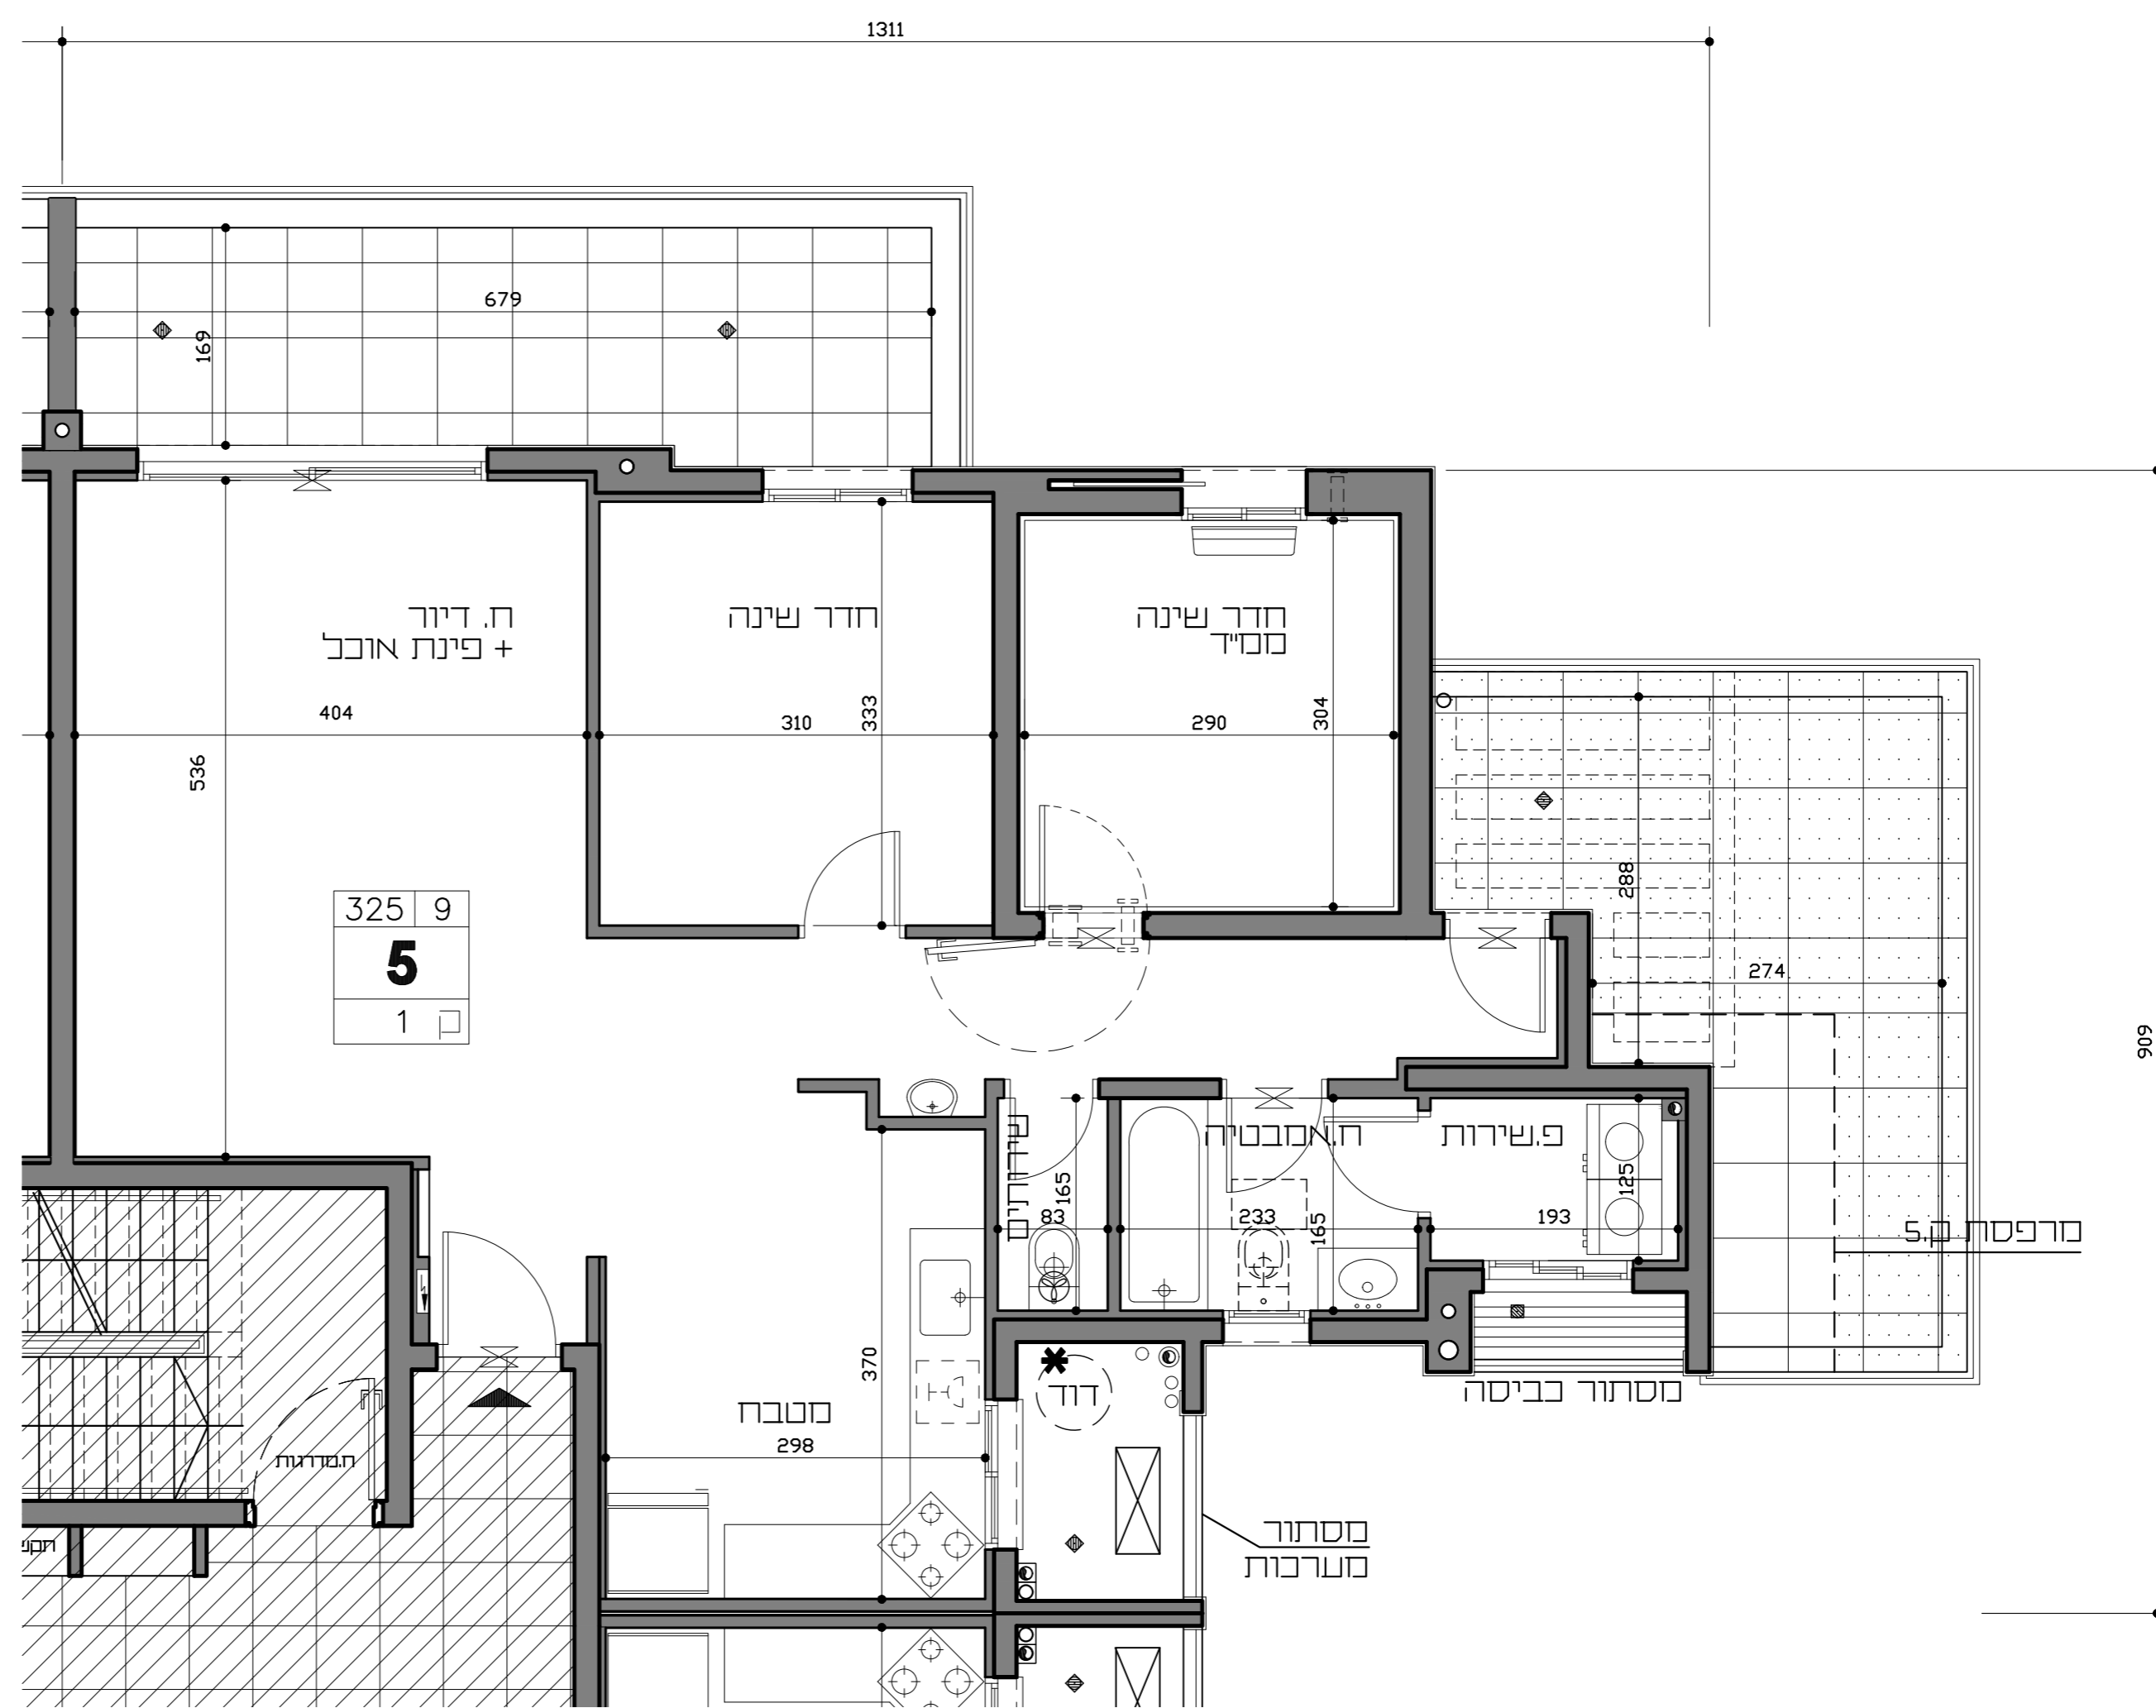 1311
679
169
ח. דיור
+ פינת אוכל
חדר שינה
חדר שינה
ממ"ד
404
310
333
290
304
536
288
274
909
325 9
5
ק 1
שירותים
ח.אמבטיה
פ.שירות
165
83
233
165
193
125
מרפסת ק.5
370
מטבח
298
דוד
מסתור כביסה
ח.מדרגות
מסתור
מערכות